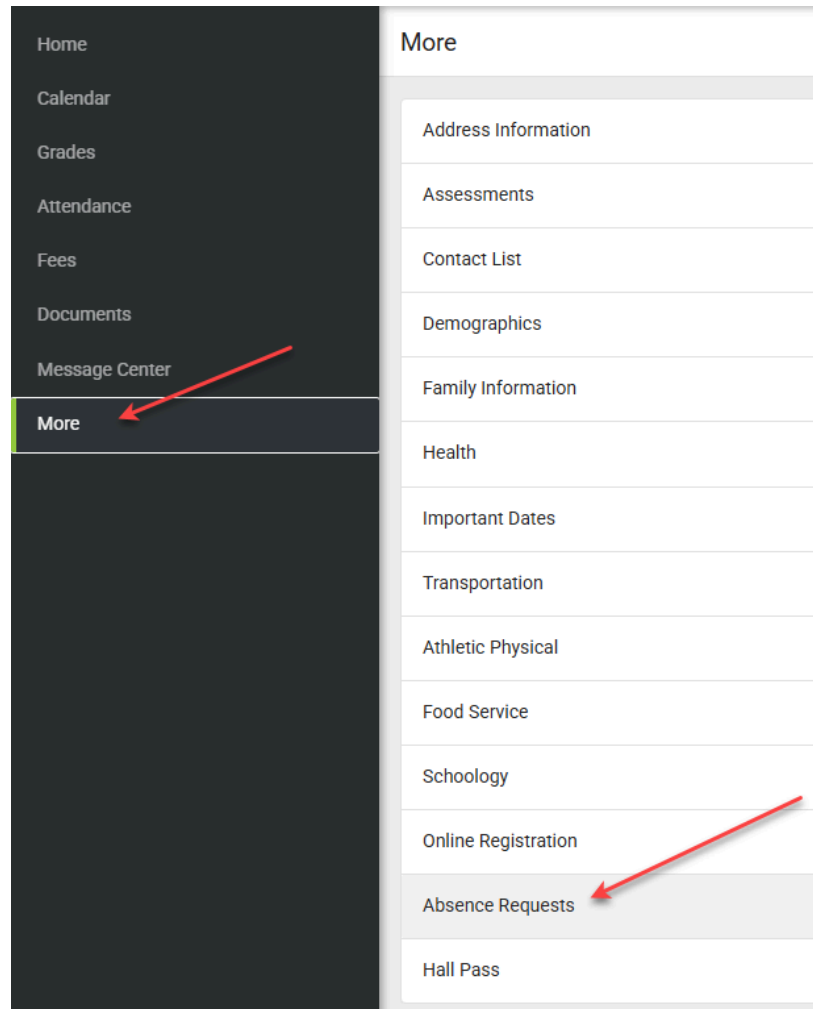 Home
Calendar
Grades
Attendance
Fees
Documents
Message Center
More
More
Address Information
Assessments
Contact List
Demographics
Family Information
Health
Important Dates
Transportation
Athletic Physical
Food Service
Schoology
Online Registration
Absence Requests
Hall Pass